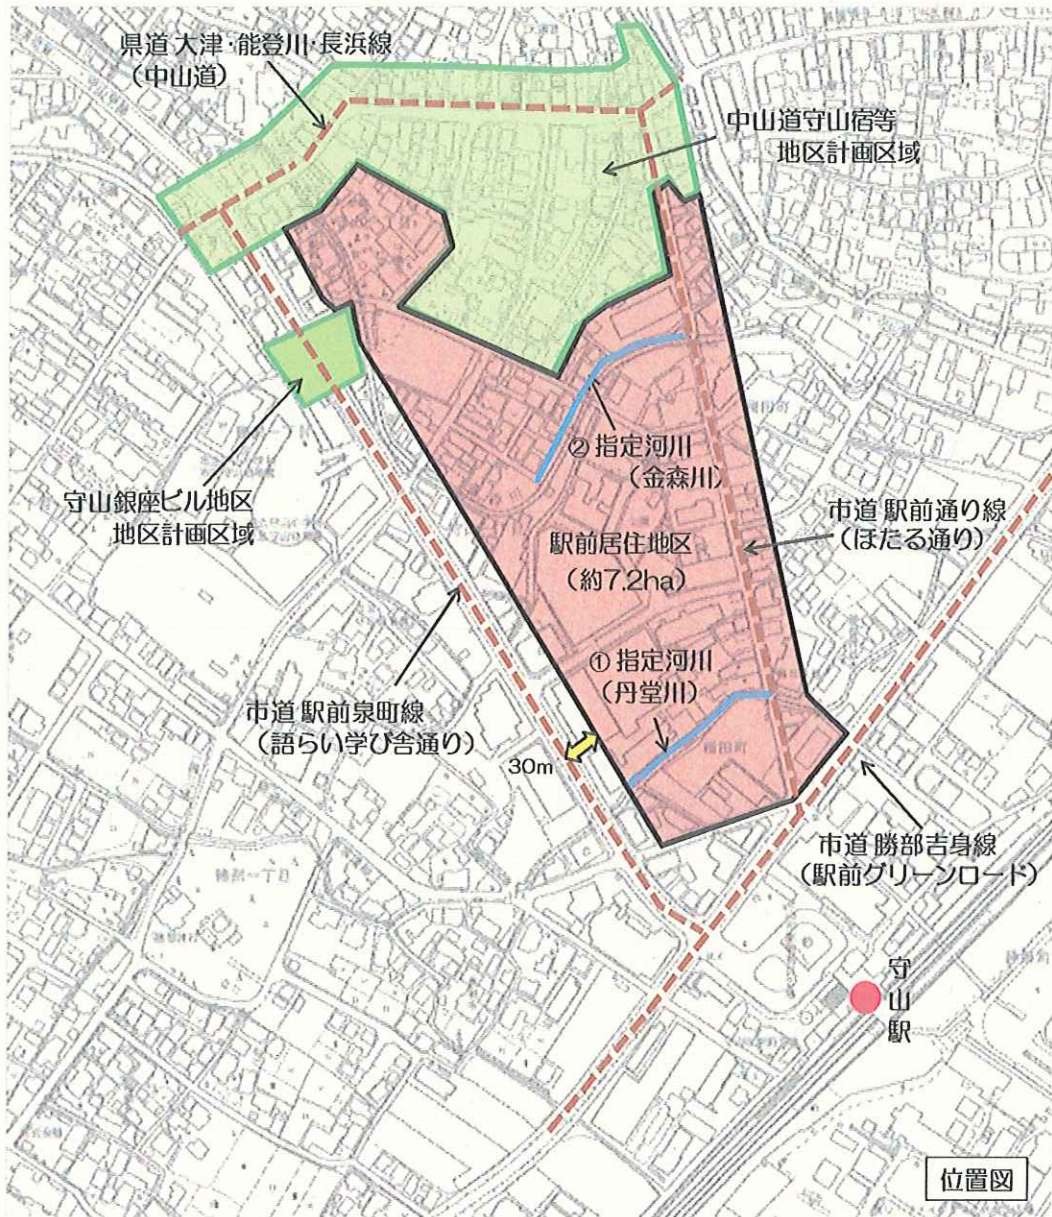 県道 大津・能登川・長浜線
（中山道）
中山道守山宿等
地区計画区域
守山銀座ビル地区
地区計画区域
② 指定河川
（金森川）
市道 駅前通り線
（ほたる通り）
駅前居住地区
（約7.2ha）
① 指定河川
（丹堂川）
市道 駅前泉町線
（語らい学び舎通り）
30m
市道 勝部吉身線
（駅前グリーンロード）
守山駅
位置図